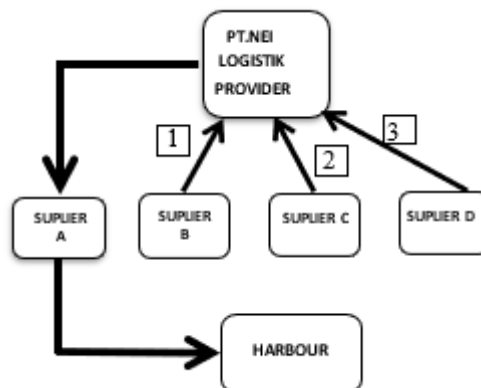 PT.NEI
LOGISTIK
PROVIDER
1
2
3
SUPLIER
A
SUPLIER
B
SUPLIER C
SUPLIER D
HARBOUR